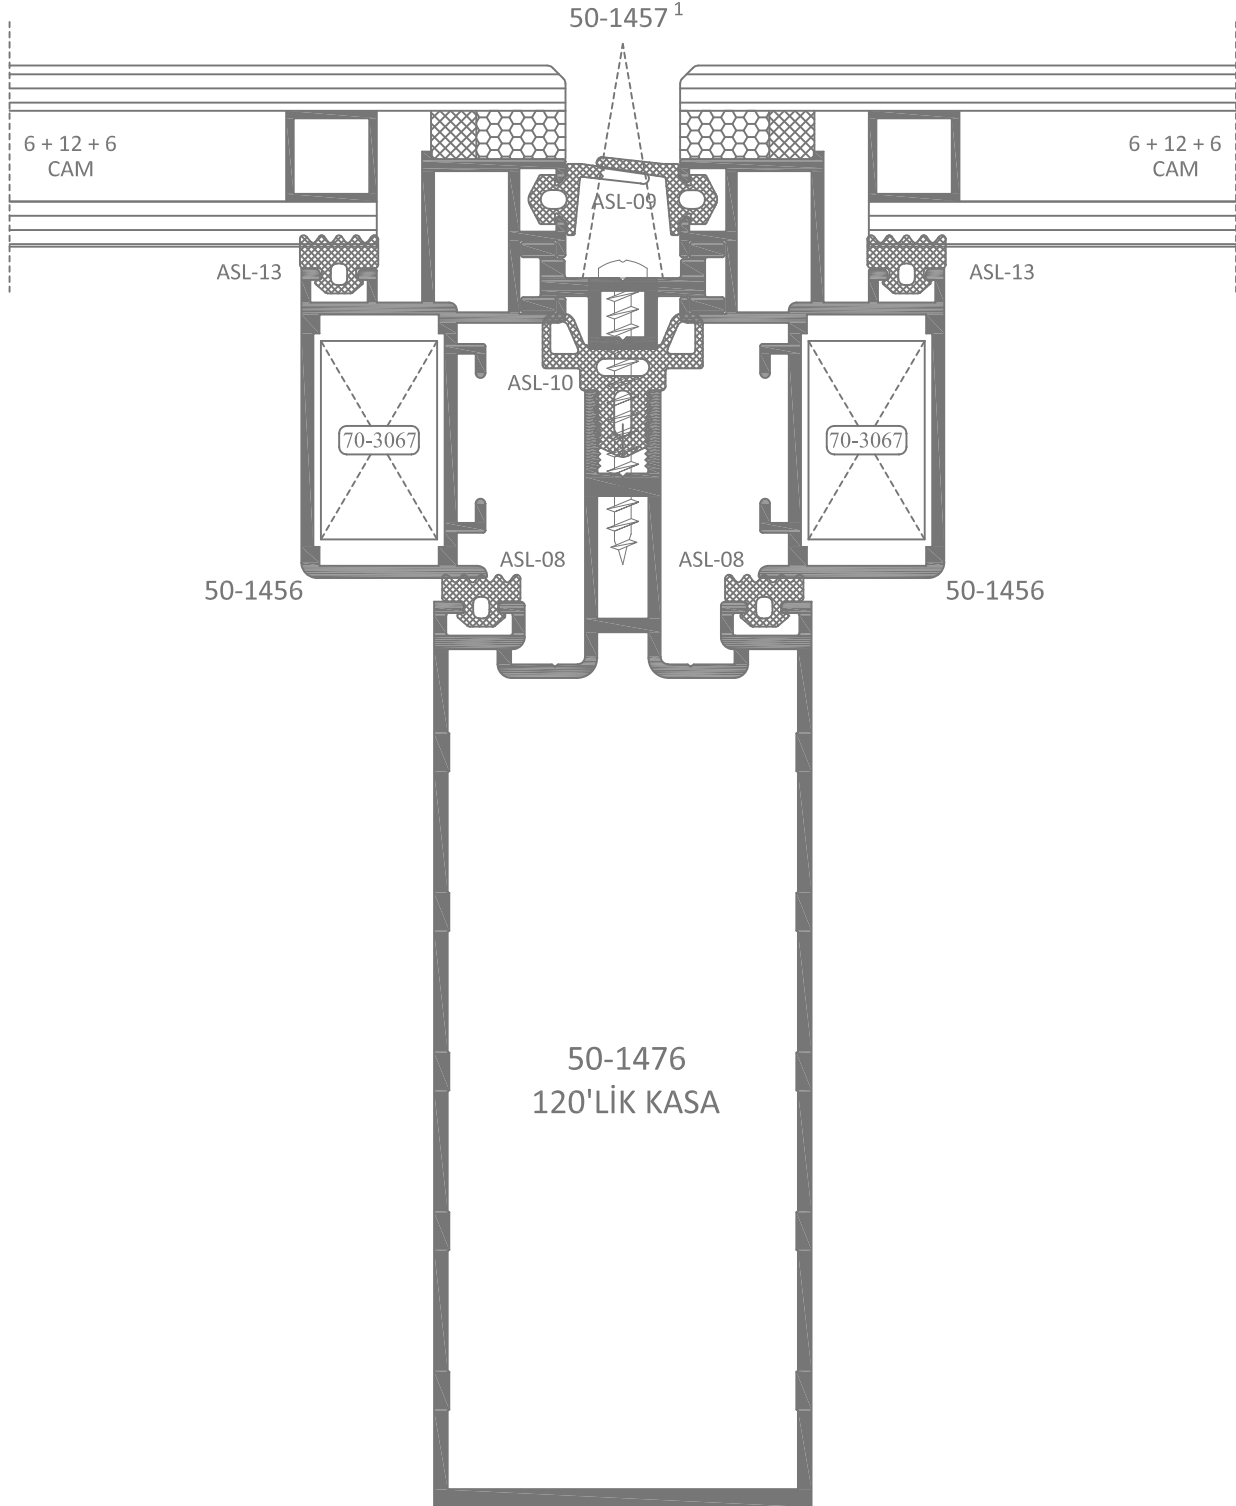 50-1457 1
6 + 12 + 6
CAM
6 + 12 + 6
CAM
ASL-09
ASL-13
ASL-13
ASL-10
70-3067
70-3067
ASL-08
ASL-08
50-1456
50-1456
50-1476
120'LİK KASA